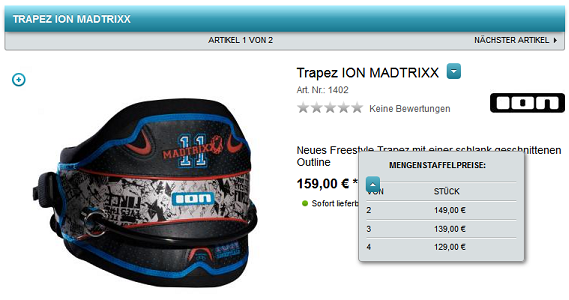 TRAPEZ ION MADTRIXX
ARTIKEL 1 VON 2
NÄCHSTER ARTIKEL
Trapez ION MADTRIXX
Art. Nr.: 1402
ion
Keine Bewertungen
11
MADTRIXX
ion
ION
Neues Freestyle Trapez mit einer schlank geschnittenen
Outline
159,00 € *
Sofort lieferb
MENGENSTAFFELPREISE:
VON STÜCK
2 149,00 €
3 139,00 €
4 129,00 €